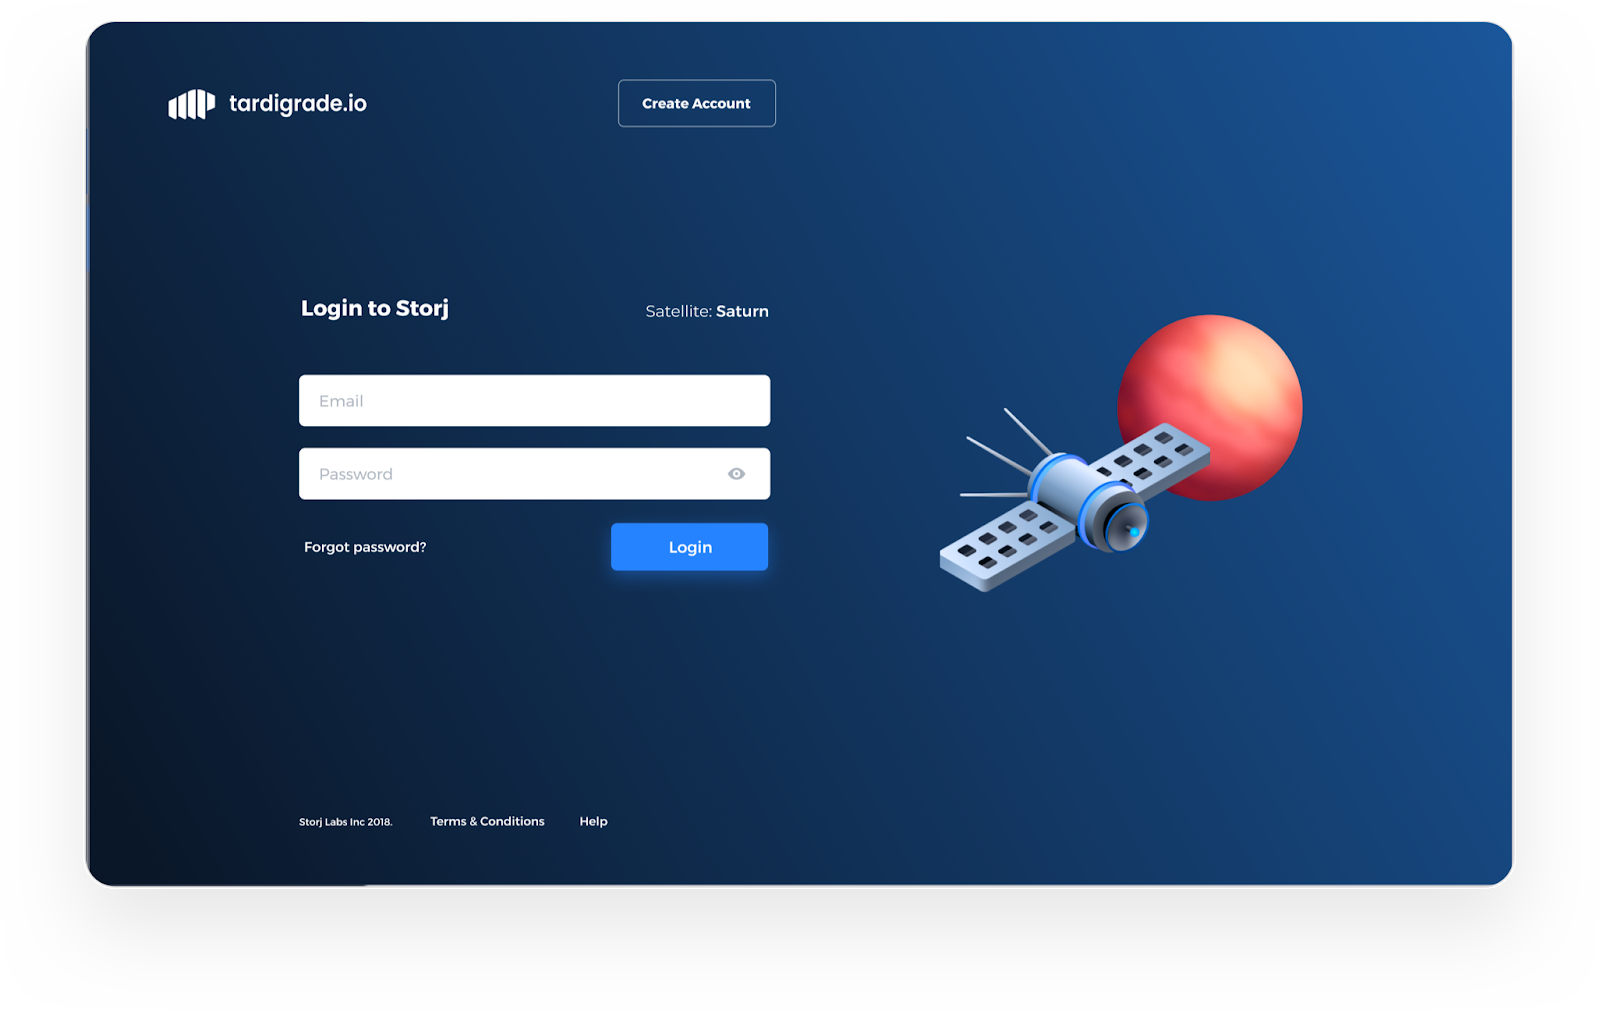 tardigrade.io
Create Account
Login to Storj
Satellite: Saturn
Email
Password
Forgot password?
Login
Storj Labs Inc 2018.
Terms & Conditions
Help